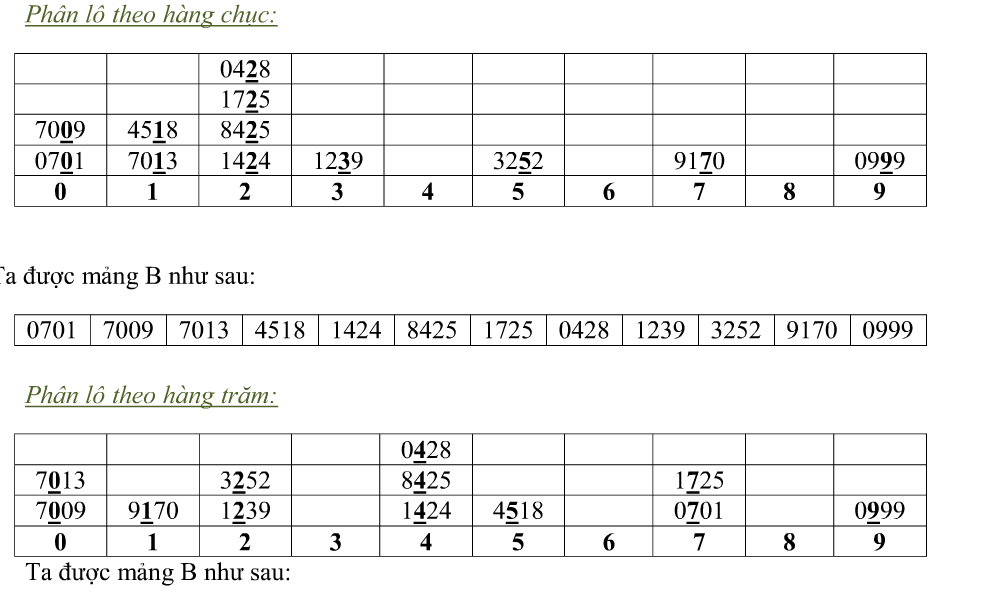 Phân lô theo hàng chục:
0428
1725
7009 4518 8425
0701 7013 1424 1239 3252 9170 0999
0 1 2 3 4 5 6 7 8 9
Ta được mảng B như sau:
0701 7009 7013 4518 1424 8425 1725 0428 1239 3252 9170 0999
Phân lô theo hàng trăm:
0428
7013 3252 8425 1725
7009 9170 1239 1424 4518 0701 0999
0 1 2 3 4 5 6 7 8 9
Ta được mảng B như sau: